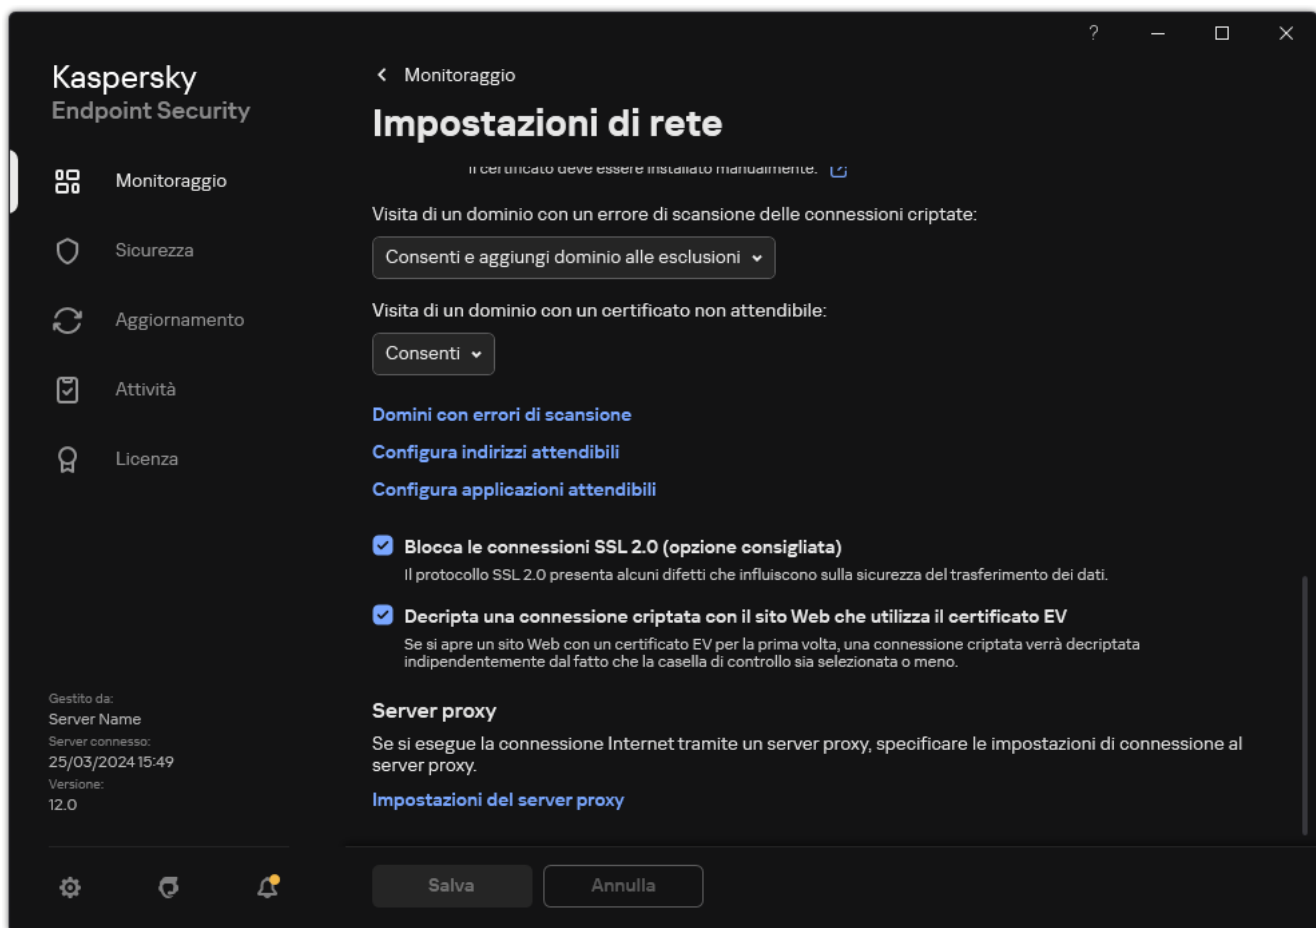 ?
Kaspersky
Endpoint Security
Monitoraggio
Sicurezza
Aggiornamento
Attività
Licenza
Gestito da:
Server Name
Server connesso:
25/03/2024 15:49
Versione:
12.0
Monitoraggio
Impostazioni di rete
Il certificato deve essere installato manualmente.
Visita di un dominio con un errore di scansione delle connessioni criptate:
Consenti e aggiungi dominio alle esclusioni
Visita di un dominio con un certificato non attendibile:
Consenti
Domini con errori di scansione
Configura indirizzi attendibili
Configura applicazioni attendibili
Blocca le connessioni SSL 2.0 (opzione consigliata)
Il protocollo SSL 2.0 presenta alcuni difetti che influiscono sulla sicurezza del trasferimento dei dati.
Decripta una connessione criptata con il sito Web che utilizza il certificato EV
Se si apre un sito Web con un certificato EV per la prima volta, una connessione criptata verrà decriptata
indipendentemente dal fatto che la casella di controllo sia selezionata o meno.
Server proxy
Se si esegue la connessione Internet tramite un server proxy, specificare le impostazioni di connessione al
server proxy.
Impostazioni del server proxy
Salva
Annulla